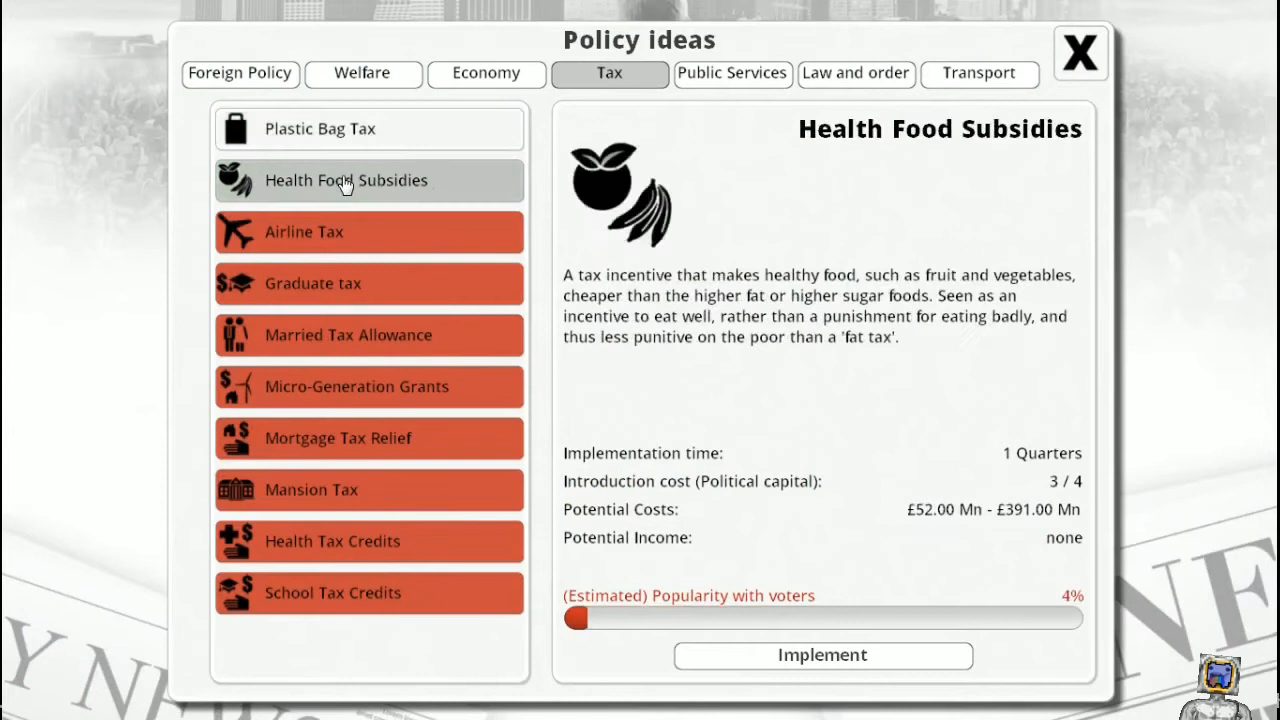 Policy ideas
X
Foreign Policy
Welfare
Economy
Tax
Public Services
Law and order
Transport
Plastic Bag Tax
Health Food Subsidies
Airline Tax
Graduate tax
Married Tax Allowance
Micro-Generation Grants
Mortgage Tax Relief
Mansion Tax
Health Tax Credits
School Tax Credits
Health Food Subsidies
A tax incentive that makes healthy food, such as fruit and vegetables,
cheaper than the higher fat or higher sugar foods. Seen as an
incentive to eat well, rather than a punishment for eating badly, and
thus less punitive on the poor than a 'fat tax'.
Implementation time: 1 Quarters
Introduction cost (Political capital): 3 / 4
Potential Costs: £52.00 Mn - £391.00 Mn
Potential Income: none
(Estimated) Popularity with voters 4%
Implement
Y NEW
NE